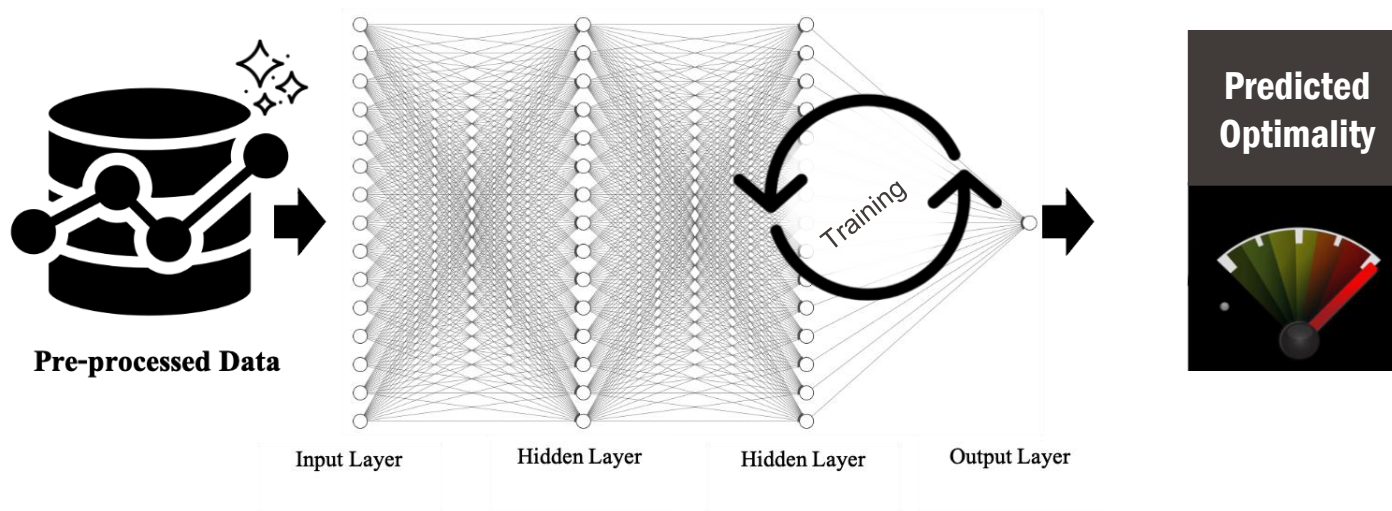 Predicted
Optimality
Training
Pre-processed Data
Input Layer
Hidden Layer
Hidden Layer
Output Layer